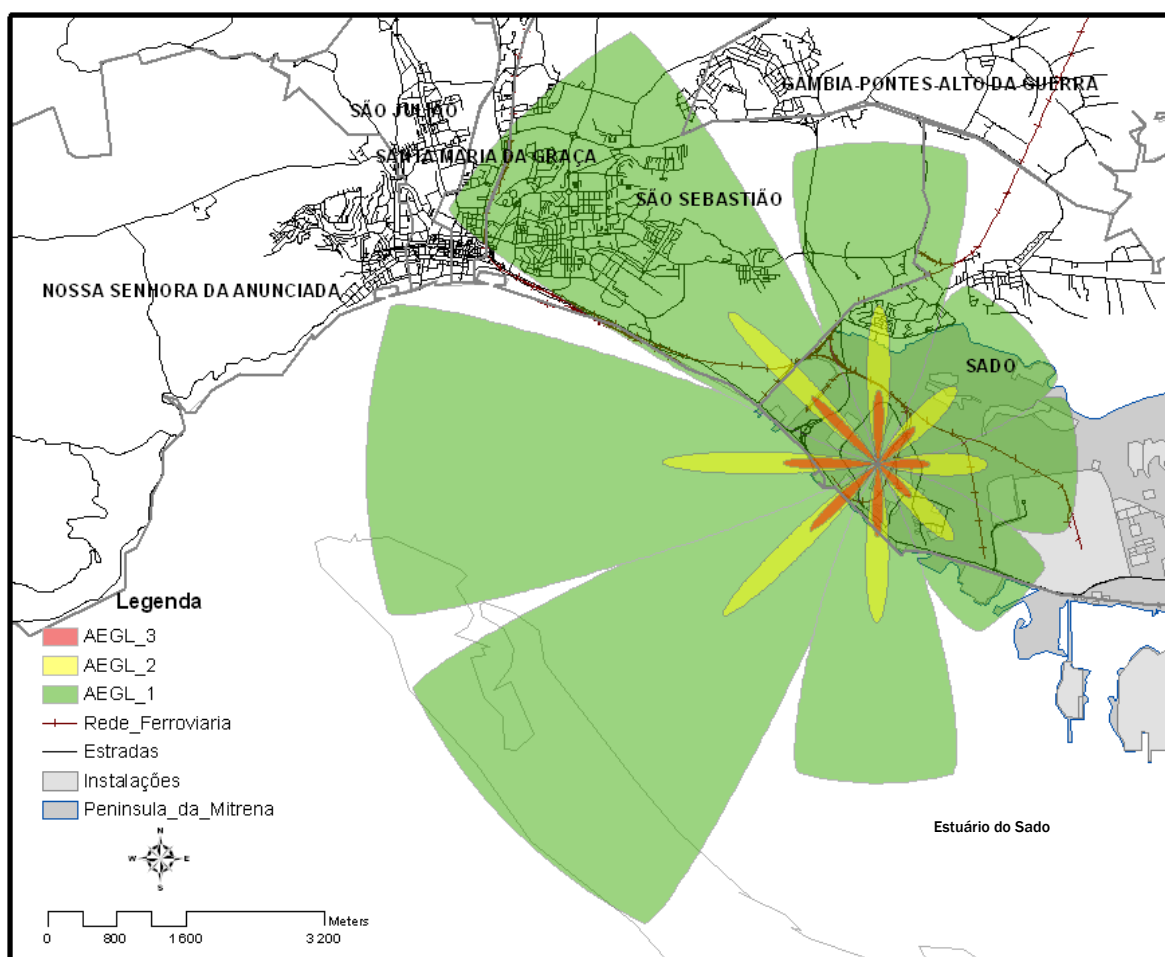 GAMBIA-PONTES-ALTO DA GUERRA
SÃO JULIÃO
SANTA MARIA DA GRAÇA
SÃO SEBASTIÃO
NOSSA SENHORA DA ANUNCIADA
SADO
Legenda
AEGL_3
AEGL_2
AEGL_1
Rede_Ferroviaria
Estradas
Instalações
Peninsula_da_Mitrena
Estuário do Sado
N
W E
S
Meters
0 800 1 600 3 200